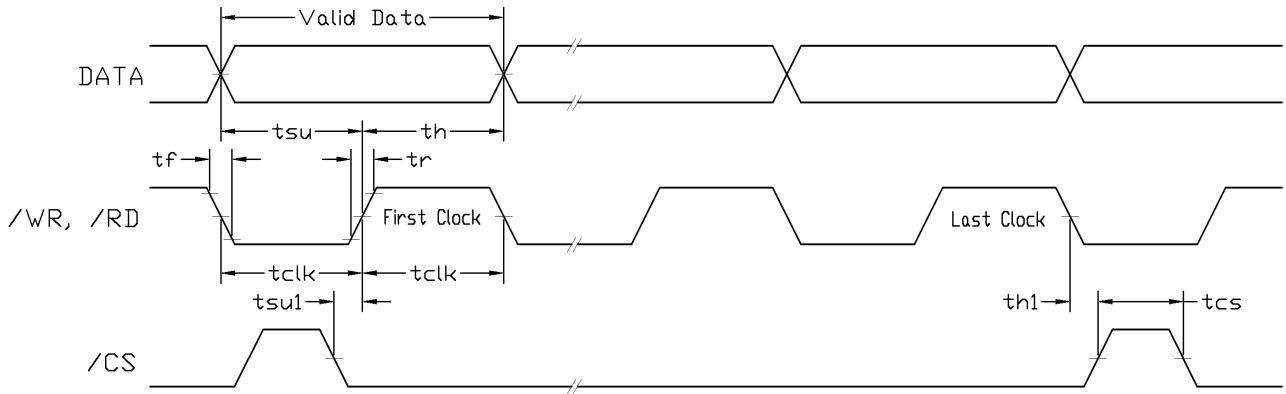 Valid Data
DATA
tsu th
tf tr
/WR, /RD First Clock Last Clock
tclk tclk
tsu1 th1 tcs
/CS